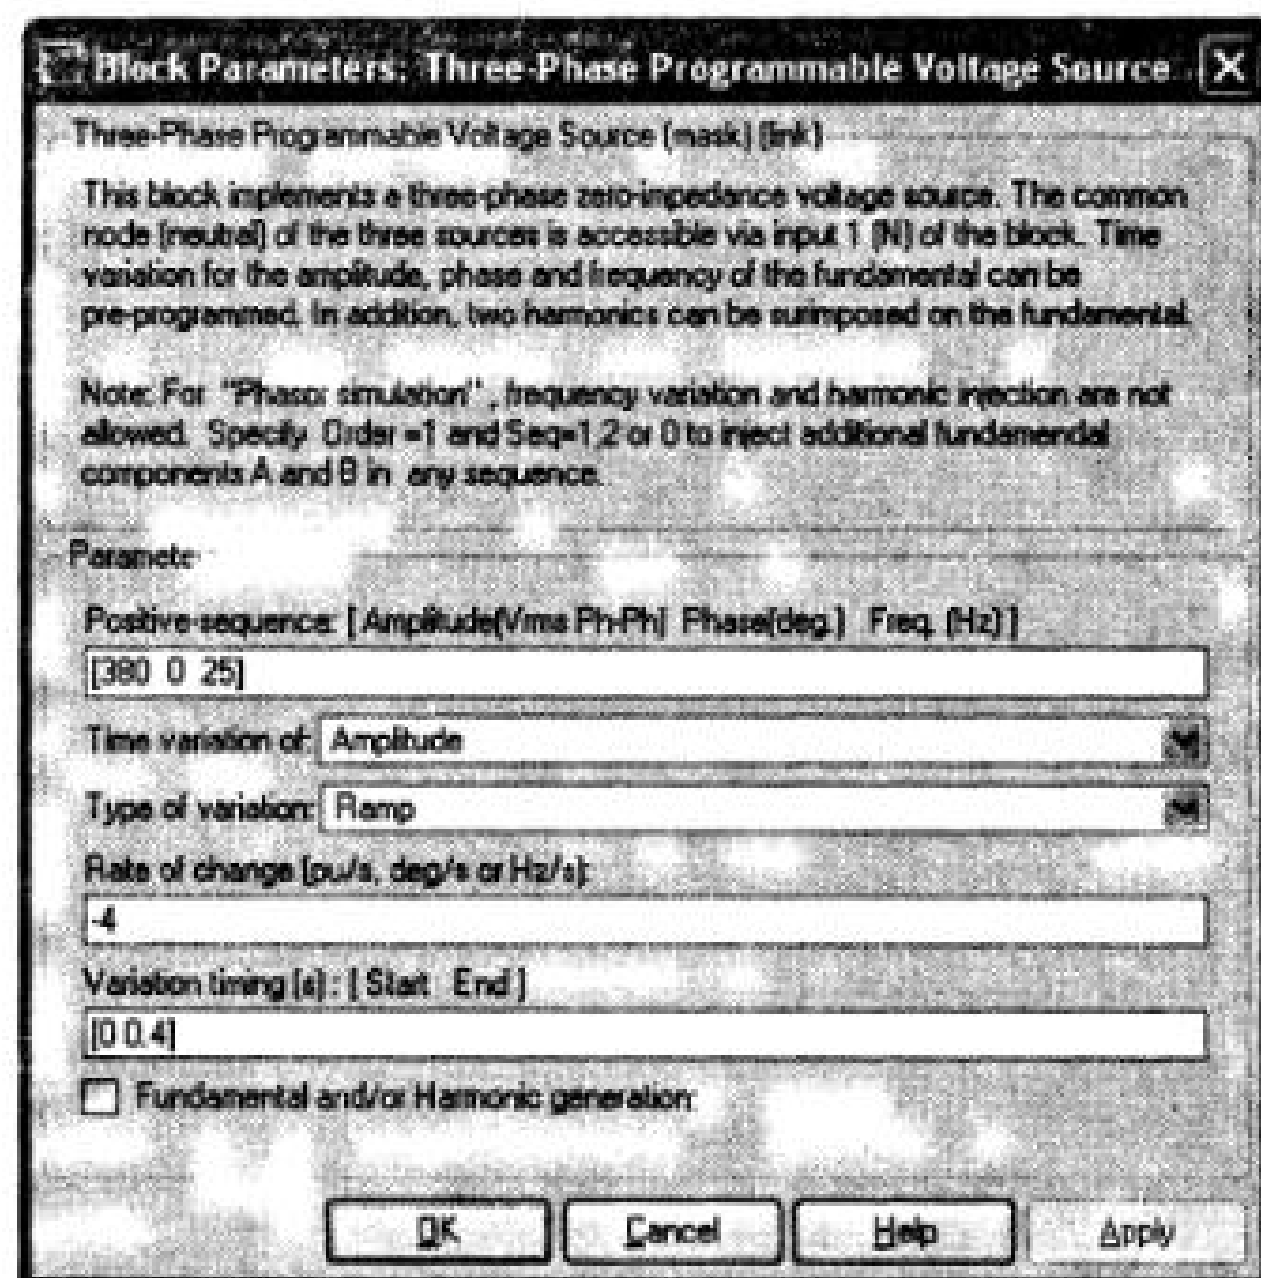 Block Parameters: Three-Phase Programmable Voltage Source
Three-Phase Programmable Voltage Source (mask) (link)
This block implements a three-phase zero-impedance voltage source. The common
node (neutral) of the three sources is accessible via input 1 (N) of the block. Time
variation for the amplitude, phase and frequency of the fundamental can be
pre-programmed. In addition, two harmonics can be surimposed on the fundamental.
Note: For "Phasor simulation", frequency variation and harmonic injection are not
allowed. Specify Order =1 and Seq=1,2 or 0 to inject additional fundamendal
components A and B in any sequence.
Paramete
Positive-sequence: [ Amplitude(Vrms Ph-Ph) Phase(deg.) Freq. (Hz) ]
[380 0 25]
Time variation of: Amplitude
Type of variation: Ramp
Rate of change (pu/s, deg/s or Hz/s):
-4
Variation timing (s) : [ Start End ]
[0 0.4]
Fundamental and/or Harmonic generation:
OK Cancel Help Apply